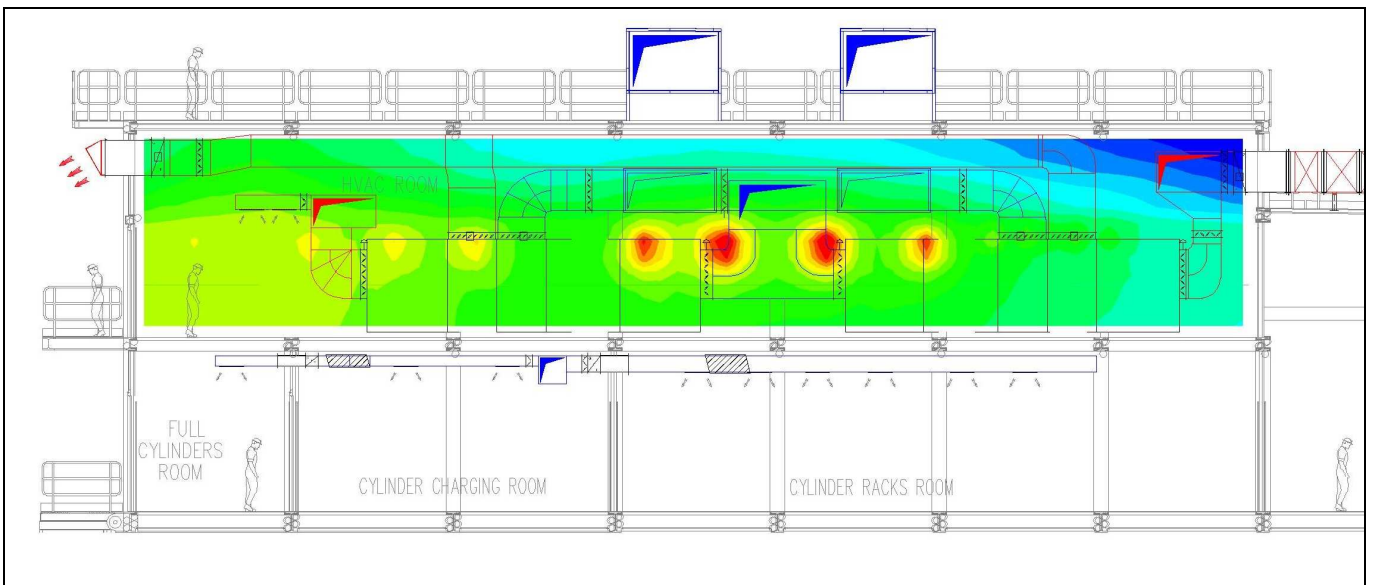 HVAC ROOM
FULL
CYLINDERS
ROOM
CYLINDER CHARGING ROOM
CYLINDER RACKS ROOM